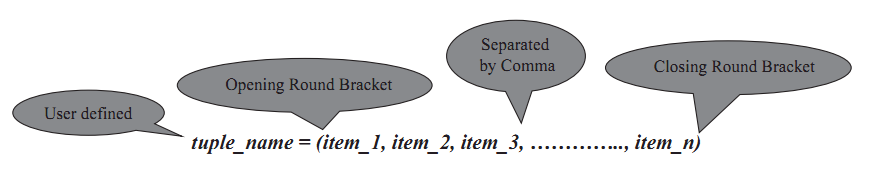 Separated
by Comma
Opening Round Bracket
Closing Round Bracket
User defined
tuple_name = (item_1, item_2, item_3, ………….., item_n)